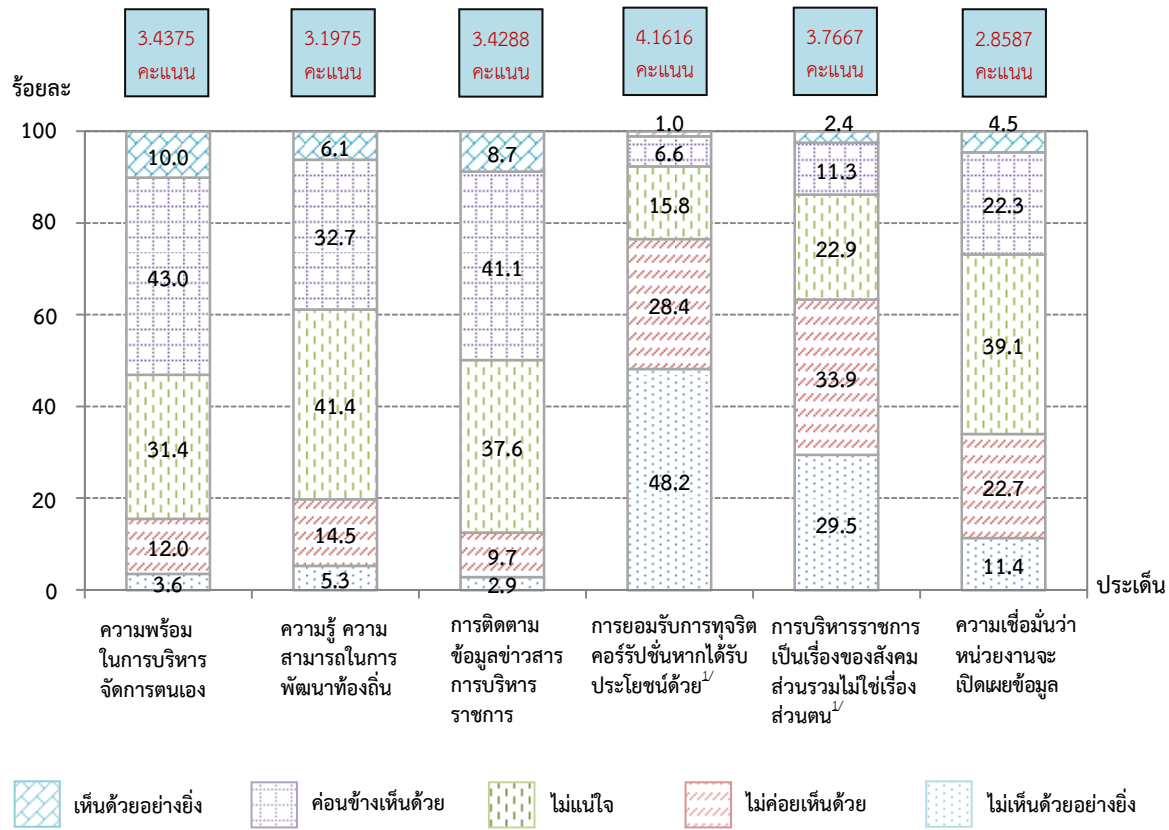 3.4375
คะแนน
3.1975
คะแนน
3.4288
คะแนน
4.1616
คะแนน
3.7667
คะแนน
2.8587
คะแนน
ร้อยละ
100
80
60
40
20
0
10.0
43.0
31.4
12.0
3.6
6.1
32.7
41.4
14.5
5.3
8.7
41.1
37.6
9.7
2.9
1.0
6.6
15.8
28.4
48.2
2.4
11.3
22.9
33.9
29.5
4.5
22.3
39.1
22.7
11.4
ประเด็น
ความพร้อม
ในการบริหาร
จัดการตนเอง
ความรู้ ความ
สามารถในการ
พัฒนาท้องถิ่น
การติดตาม
ข้อมูลข่าวสาร
การบริหาร
ราชการ
การยอมรับการทุจริต
คอร์รัปชั่นหากได้รับ
ประโยชน์ด้วย1/
การบริหารราชการ
เป็นเรื่องของสังคม
ส่วนรวมไม่ใช่เรื่อง
ส่วนตน1/
ความเชื่อมั่นว่า
หน่วยงานจะ
เปิดเผยข้อมูล
เห็นด้วยอย่างยิ่ง
ค่อนข้างเห็นด้วย
ไม่แน่ใจ
ไม่ค่อยเห็นด้วย
ไม่เห็นด้วยอย่างยิ่ง